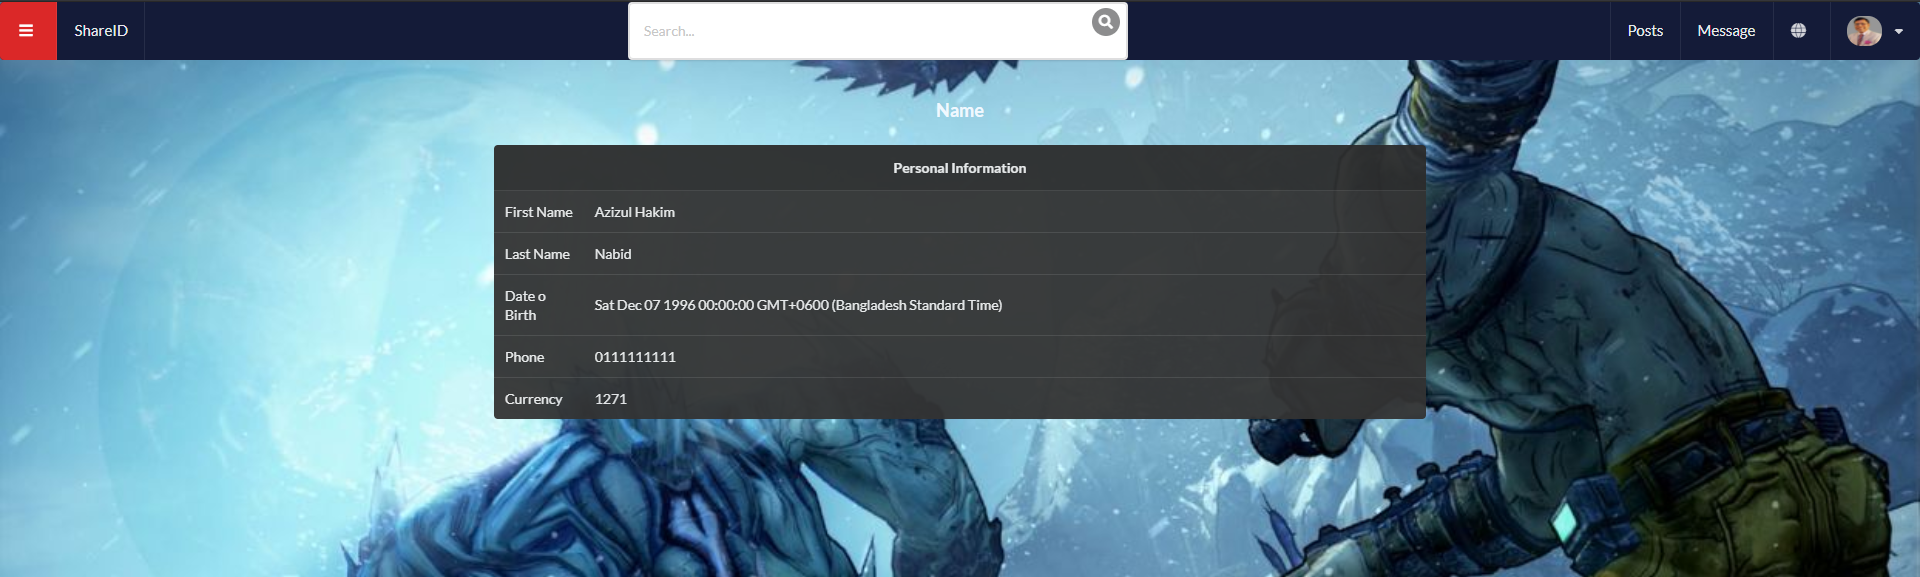 ShareID
Search...
Posts
Message
Name
Personal Information
First Name Azizul Hakim
Last Name Nabid
Date o
Birth
Sat Dec 07 1996 00:00:00 GMT+0600 (Bangladesh Standard Time)
Phone 0111111111
Currency 1271